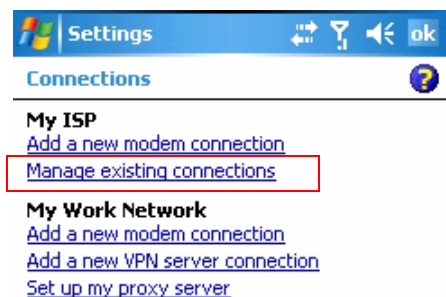 Settings ok
Connections ?
My ISP
Add a new modem connection
Manage existing connections
My Work Network
Add a new modem connection
Add a new VPN server connection
Set up my proxy server